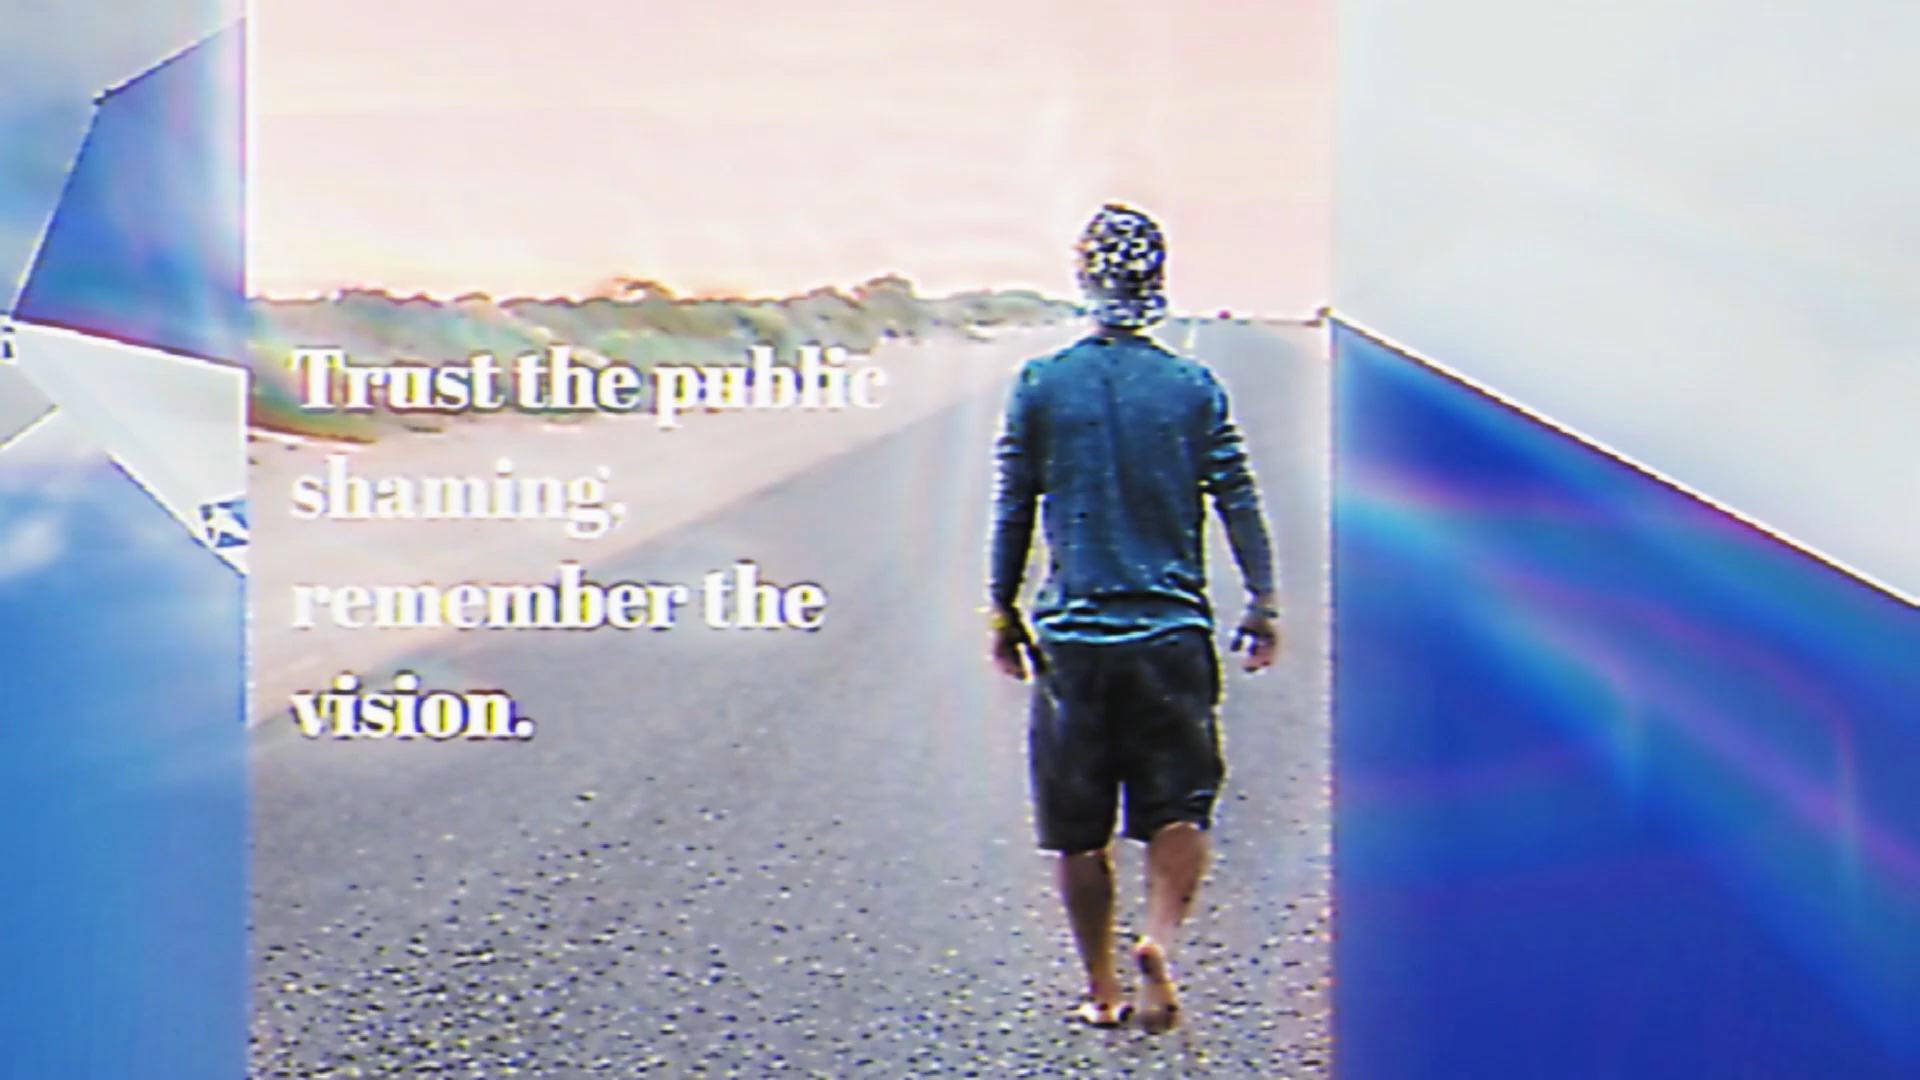 Trust the public
shaming,
remember the
vision.